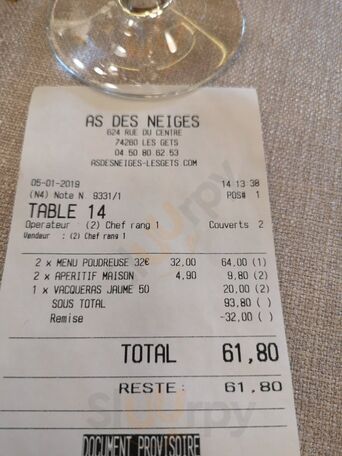 AS DES NEIGES
624 RUE DU CENTRE
74260 LES GETS
04 50 80 62 53
ASDESNEIGES-LESGETS.COM
05-01-2019 14:13:38
(N4) Note N. 9331/1 POS# 1
TABLE 14
Operateur (2) Chef rang 1 Couverts 2
Vendeur : (2) Chef rang 1
2 x MENU POUDREUSE 32€ 32,00 64,00 (1)
2 x APERITIF MAISON 4,90 9,80 (2)
1 x VACQUERAS JAUME 50 20,00 (2)
SOUS TOTAL 93,80 ( )
Remise -32,00 ( )
TOTAL 61,80
RESTE: 61,80
DOCUMENT PROVISOIRE